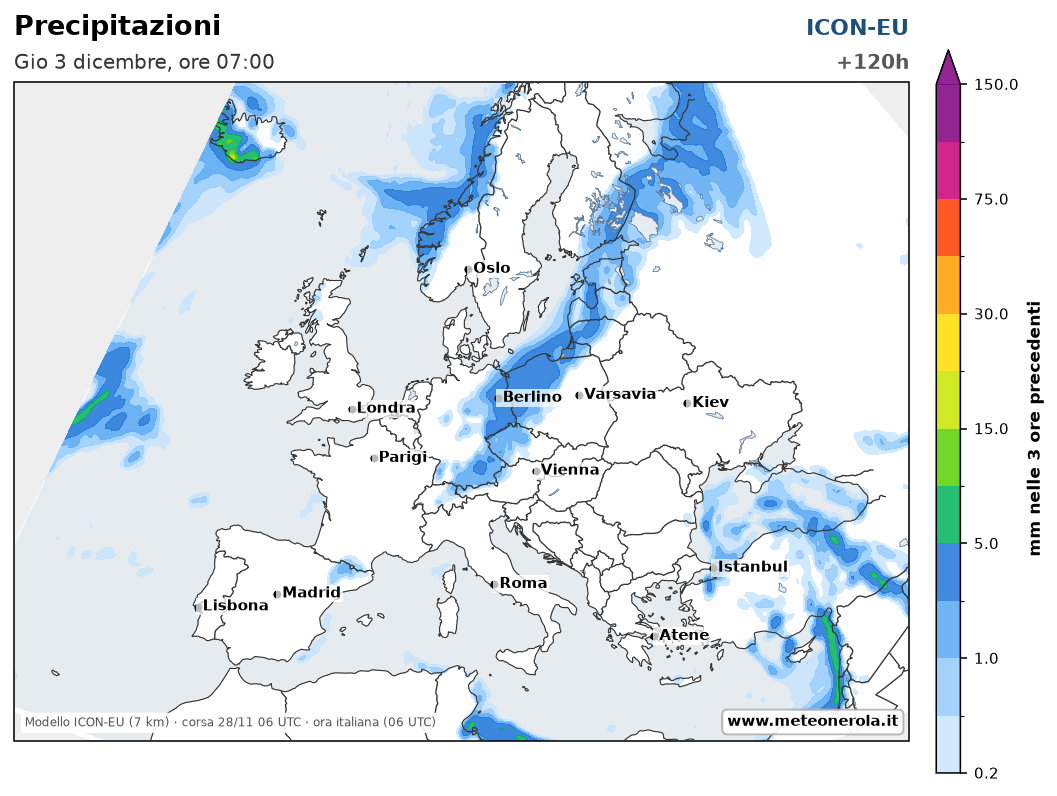 Precipitazioni
ICON-EU
Gio 3 dicembre, ore 07:00
+120h
150.0
75.0
30.0
15.0
5.0
1.0
0.2
mm nelle 3 ore precedenti
Oslo
Berlino
Varsavia
Kiev
Londra
Parigi
Vienna
Istanbul
Roma
Madrid
Lisbona
Atene
Modello ICON-EU (7 km) · corsa 28/11 06 UTC · ora italiana (06 UTC)
www.meteonerola.it